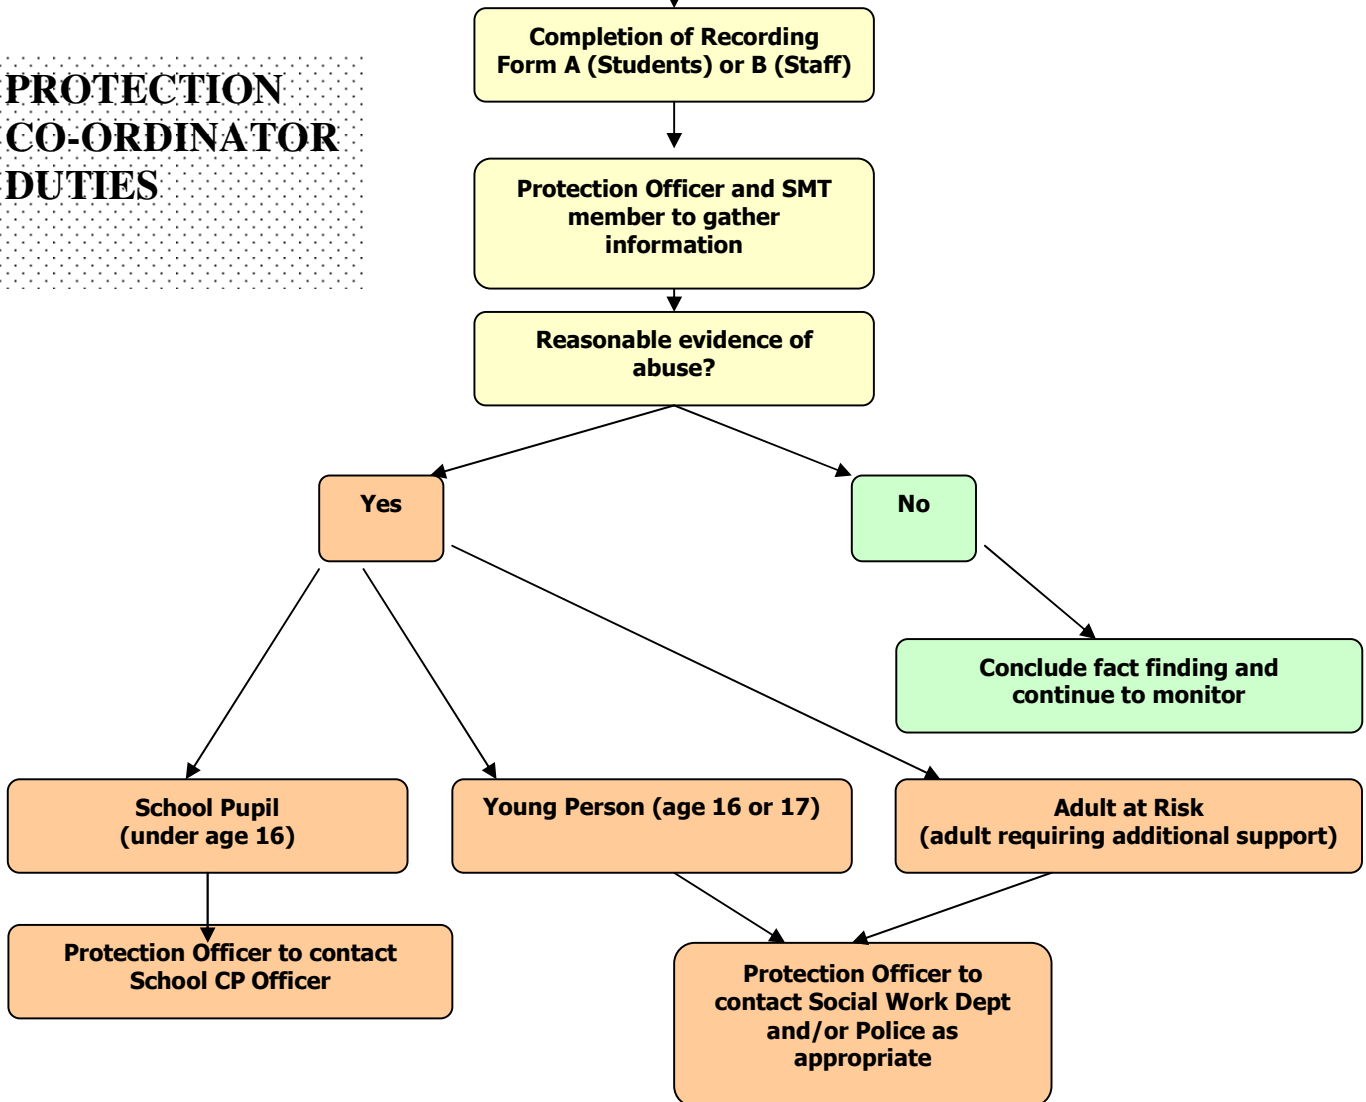 PROTECTION
CO-ORDINATOR
DUTIES
Completion of Recording
Form A (Students) or B (Staff)
Protection Officer and SMT
member to gather
information
Reasonable evidence of
abuse?
Yes
No
Conclude fact finding and
continue to monitor
School Pupil
(under age 16)
Young Person (age 16 or 17)
Adult at Risk
(adult requiring additional support)
Protection Officer to contact
School CP Officer
Protection Officer to
contact Social Work Dept
and/or Police as
appropriate